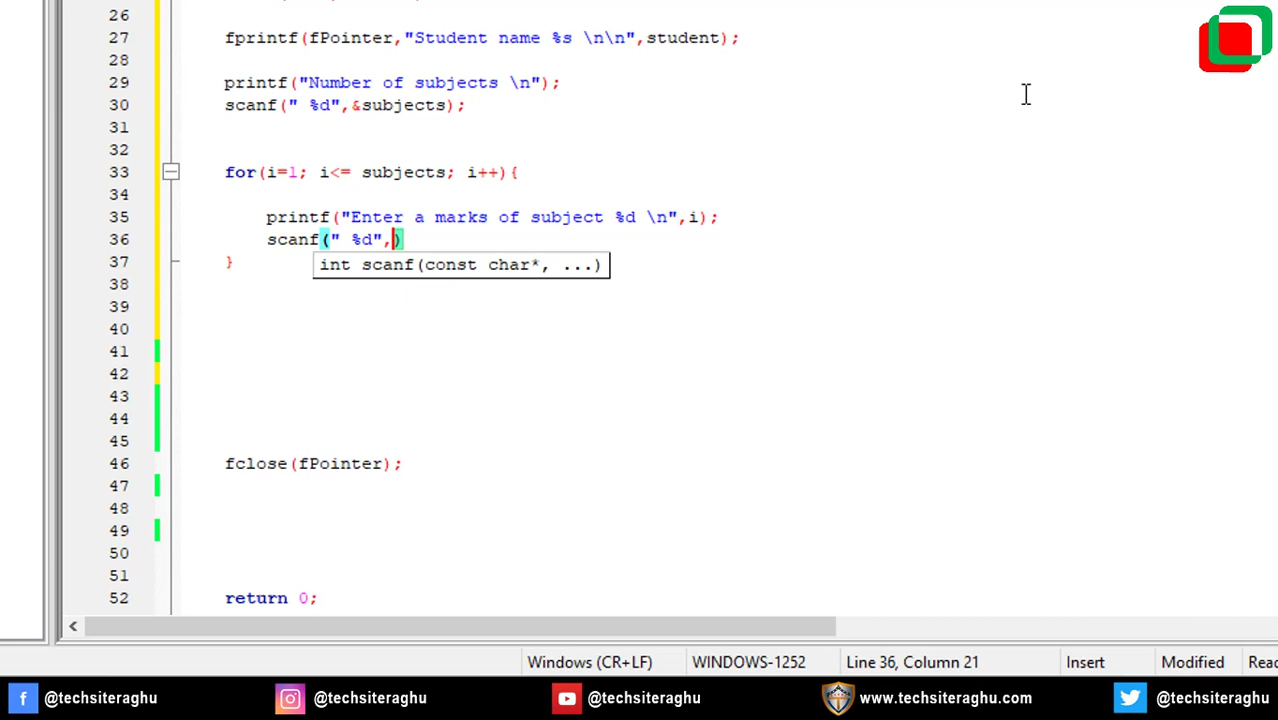 26
27 fprintf(fPointer,"Student name %s \n\n",student);
28
29 printf("Number of subjects \n");
30 scanf(" %d",&subjects);
31
32
33 for(i=1; i<= subjects; i++){
34
35 printf("Enter a marks of subject %d \n",i);
36 scanf(" %d",)
37 }
int scanf(const char*, ...)
38
39
40
41
42
43
44
45
46 fclose(fPointer);
47
48
49
50
51
52 return 0;
Windows (CR+LF) WINDOWS-1252 Line 36, Column 21 Insert Modified Rea
@techsiteraghu @techsiteraghu @techsiteraghu www.techsiteraghu.com @techsiteraghu